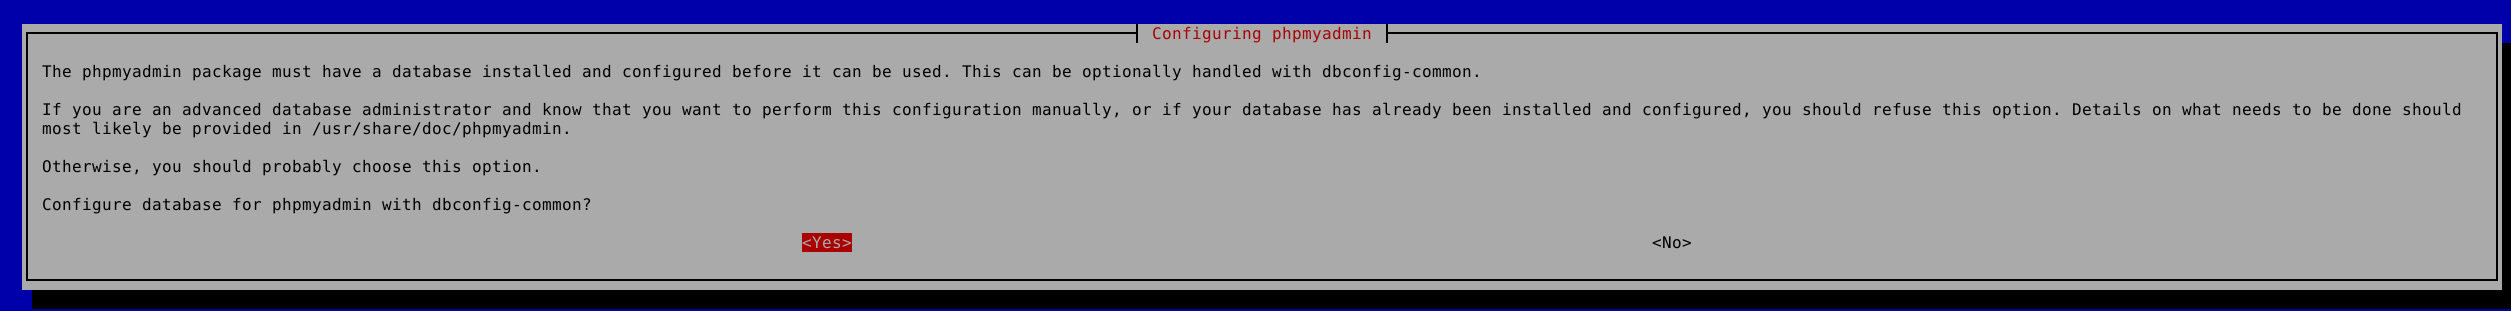 Configuring phpmyadmin
The phpmyadmin package must have a database installed and configured before it can be used. This can be optionally handled with dbconfig-common.
If you are an advanced database administrator and know that you want to perform this configuration manually, or if your database has already been installed and configured, you should refuse this option. Details on what needs to be done should
most likely be provided in /usr/share/doc/phpmyadmin.
Otherwise, you should probably choose this option.
Configure database for phpmyadmin with dbconfig-common?
<Yes> <No>